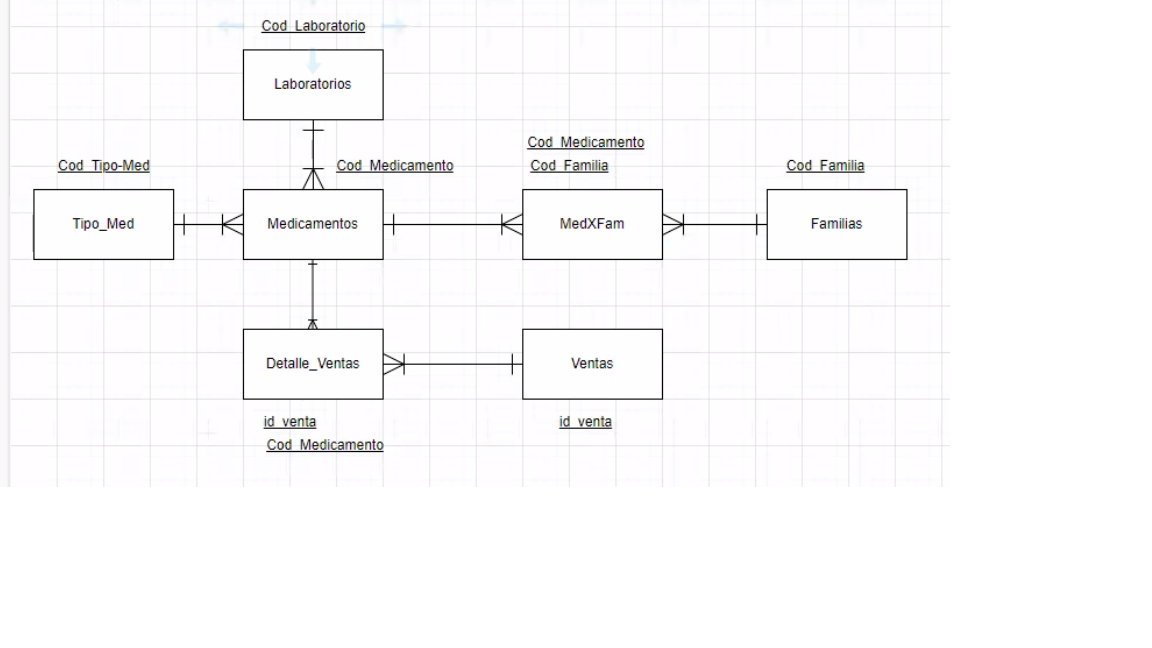 Cod_Laboratorio
Laboratorios
Cod_Medicamento
Cod_Tipo-Med
Cod_Medicamento
Cod_Familia
Cod_Familia
Tipo_Med
Medicamentos
MedXFam
Familias
Detalle_Ventas
Ventas
id_venta
id_venta
Cod_Medicamento